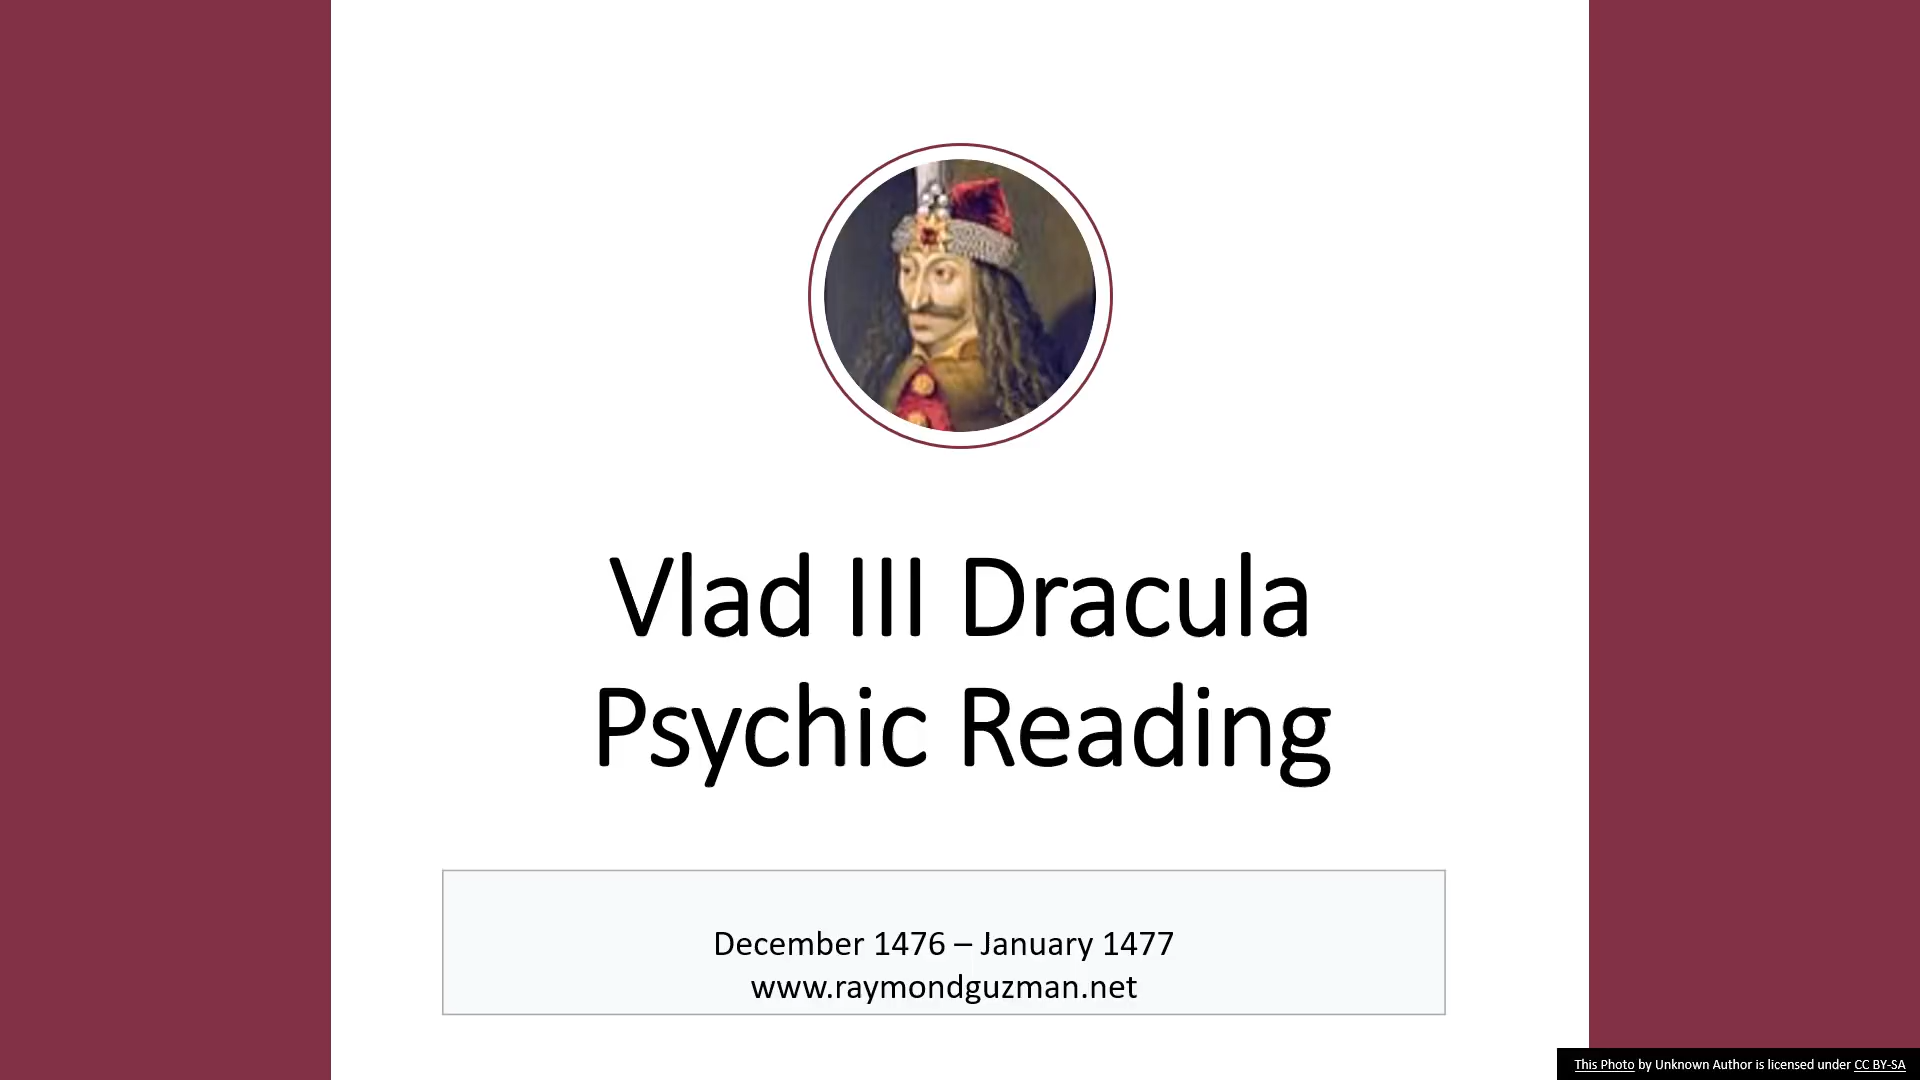 Vlad III Dracula
Psychic Reading
December 1476 – January 1477
www.raymondguzman.net
This Photo by Unknown Author is licensed under CC BY-SA